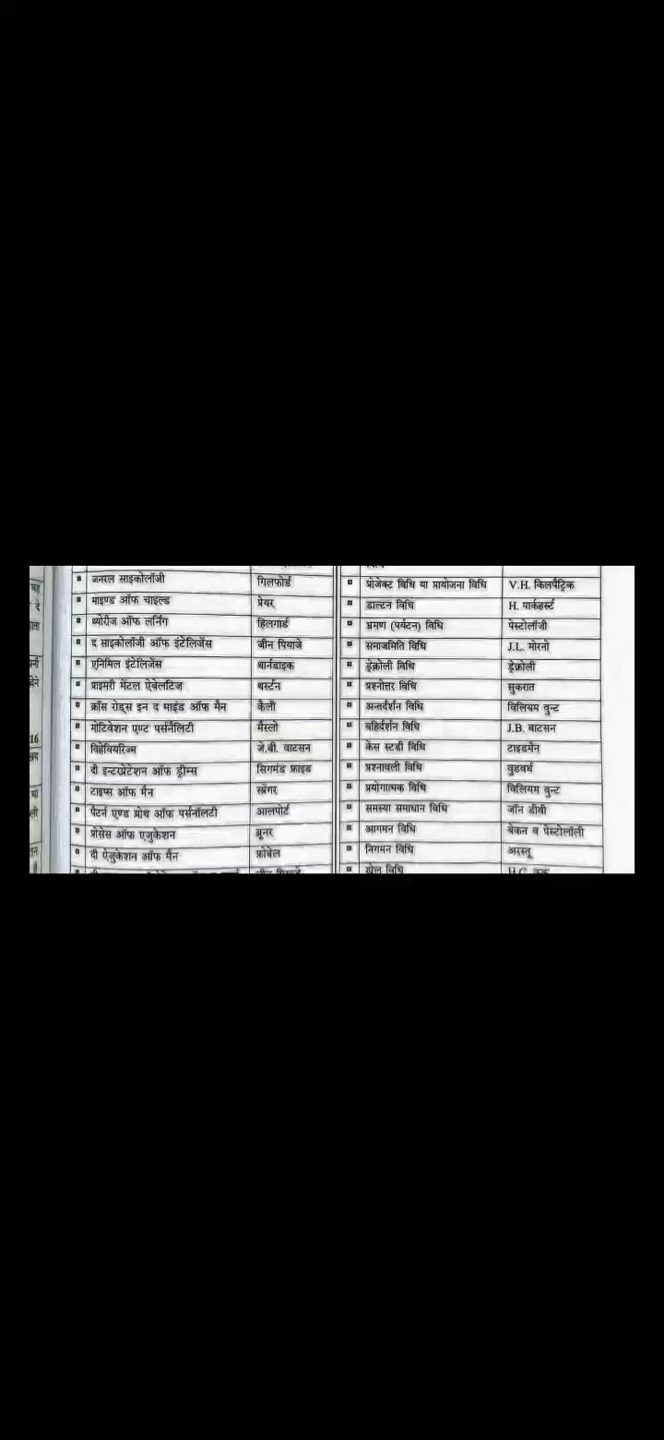 जनरल साइकोलॉजी गिलफोर्ड
माइण्ड ऑफ चाइल्ड प्रेयर
थ्योरीज ऑफ लर्निंग हिलगार्ड
द साइकोलॉजी ऑफ इंटेलिजेंस जीन पियाजे
एनिमिल इंटेलिजेंस थार्नडाइक
प्राइमरी मेंटल ऐबेलटिज थर्स्टन
क्रॉस रोड्स इन द माइंड ऑफ मैन कैली
मोटिवेशन एण्ट पर्सनैलिटी मैस्लो
विहेवियरिज्म जे.बी. वाटसन
दी इन्टरप्रेटेशन ऑफ ड्रीम्स सिगमंड फ्राइड
टाइप्स ऑफ मैन स्प्रेंगर
पैटर्न एण्ड ग्रोथ ऑफ पर्सनॉलटी आलपोर्ट
प्रोसेस ऑफ एजुकेशन ब्रूनर
दी ऐजुकेशन ऑफ मैन फ्रोबेल
प्रोजेक्ट विधि या प्रायोजना विधि V.H. किलपैट्रिक
डाल्टन विधि H. पार्कहर्स्ट
भ्रमण (पर्यटन) विधि पेस्टोलॉजी
समाजमिति विधि J.L. मोरनो
ड्रेक्रोली विधि ड्रेक्रोली
प्रश्नोत्तर विधि सुकरात
अन्तर्दर्शन विधि विलियम वुन्ट
बहिर्दर्शन विधि J.B. वाटसन
केस स्टडी विधि टाइडमैन
प्रश्नावली विधि वुडवर्थ
प्रयोगात्मक विधि विलियम वुन्ट
समस्या समाधान विधि जॉन डीवी
आगमन विधि बेकन व पेस्टोलॉली
निगमन विधि अरस्तू
खेल विधि H.C.
16